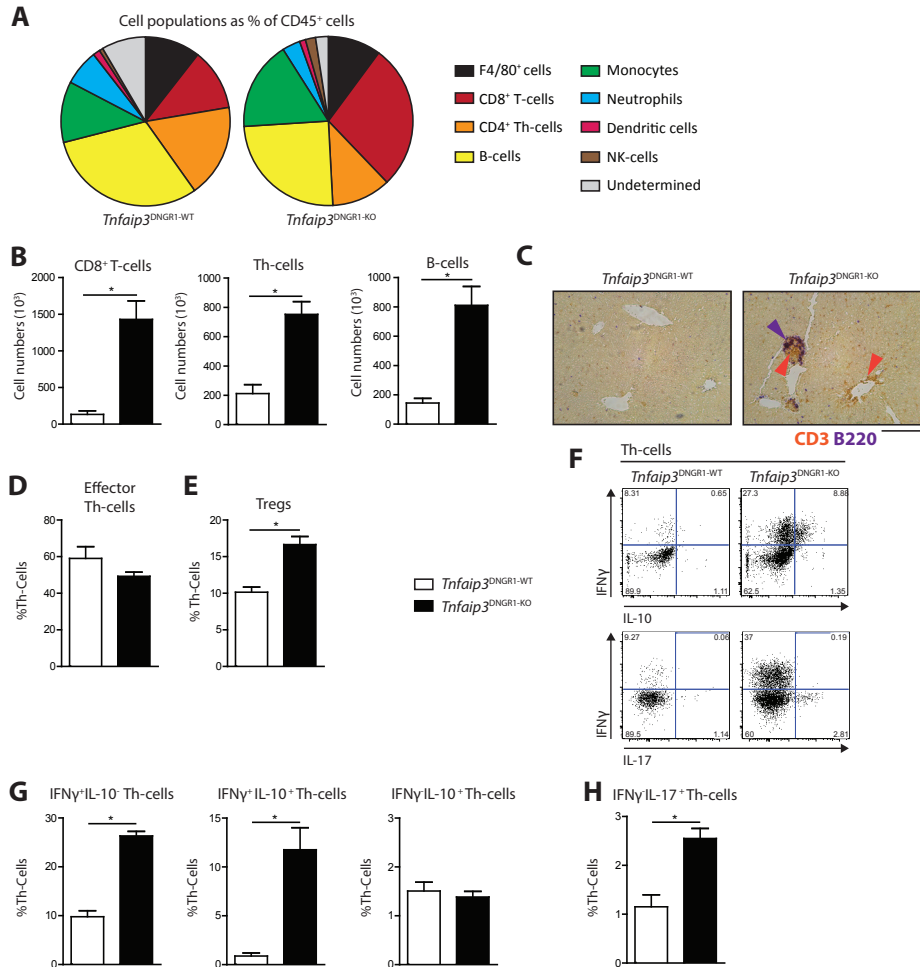 A
Cell populations as % of CD45⁺ cells
Tnfaip3ᴰᴺᴳᴿ¹⁻ᵂᵀ
Tnfaip3ᴰᴺᴳᴿ¹⁻ᴷᴼ
F4/80⁺ cells
CD8⁺ T-cells
CD4⁺ Th-cells
B-cells
Monocytes
Neutrophils
Dendritic cells
NK-cells
Undetermined
B
CD8⁺ T-cells
Cell numbers (10³)
2000
1500
1000
500
0
*
Th-cells
Cell numbers (10³)
1000
800
600
400
200
0
*
B-cells
Cell numbers (10³)
1000
800
600
400
200
0
*
C
Tnfaip3ᴰᴺᴳᴿ¹⁻ᵂᵀ
Tnfaip3ᴰᴺᴳᴿ¹⁻ᴷᴼ
CD3 B220
D
Effector
Th-cells
%Th-Cells
80
60
40
20
0
E
Tregs
% Th-Cells
20
15
10
5
0
*
Tnfaip3ᴰᴺᴳᴿ¹⁻ᵂᵀ
Tnfaip3ᴰᴺᴳᴿ¹⁻ᴷᴼ
F
Th-cells
Tnfaip3ᴰᴺᴳᴿ¹⁻ᵂᵀ
Tnfaip3ᴰᴺᴳᴿ¹⁻ᴷᴼ
IFNγ
8.31 0.65
89.9 1.11
27.3 8.88
62.5 1.35
IL-10
IFNγ
9.27 0.06
89.5 1.14
37 0.19
60 2.81
IL-17
G
IFNγ⁺IL-10⁻ Th-cells
%Th-Cells
30
20
10
0
*
IFNγ⁺IL-10⁺ Th-cells
%Th-Cells
15
10
5
0
*
IFNγ⁻IL-10⁺ Th-cells
%Th-Cells
3
2
1
0
H
IFNγ⁻IL-17⁺ Th-cells
%Th-Cells
3
2
1
0
*